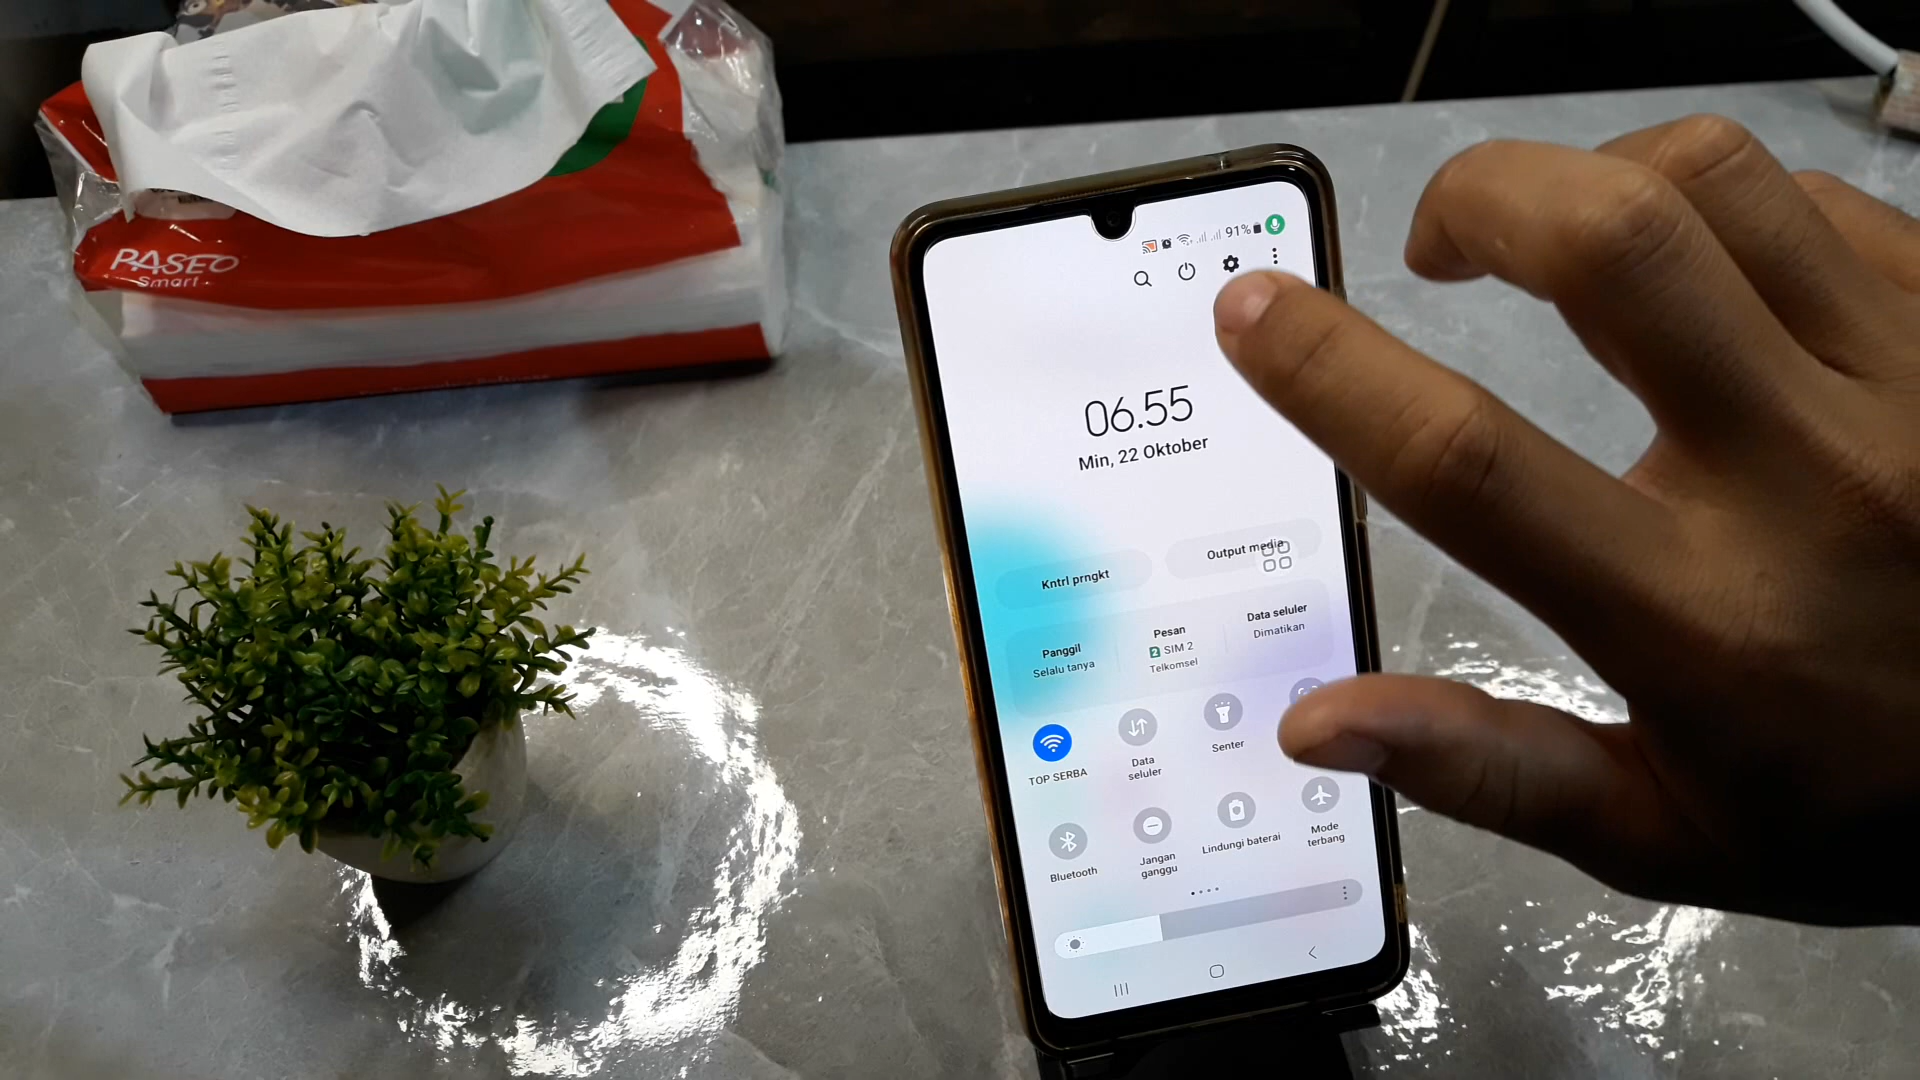 PASEO
Smart
91%
06.55
Min, 22 Oktober
Kntrl prngkt
Output media
Panggil
Selalu tanya
Pesan
2 SIM 2
Telkomsel
Data seluler
Dimatikan
TOP SERBA
Data
seluler
Senter
Bluetooth
Jangan
ganggu
Lindungi baterai
Mode
terbang